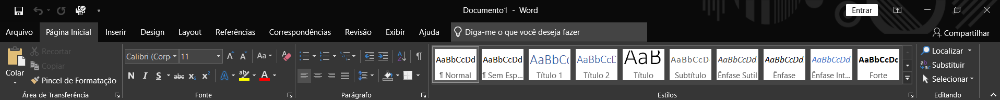 Documento1 - Word
Entrar
Arquivo Página Inicial Inserir Design Layout Referências Correspondências Revisão Exibir Ajuda Diga-me o que você deseja fazer Compartilhar
Colar
Recortar
Copiar
Pincel de Formatação
Área de Transferência
Calibri (Corp 11 Aa
N I S abc x₂ x² A ab A
Fonte
Parágrafo
AaBbCcDd AaBbCcDd AaBbCc AaBbCcD AaB AaBbCcD AaBbCcDd AaBbCcDd AaBbCcDd AaBbCcDc
¶ Normal ¶ Sem Esp... Título 1 Título 2 Título Subtítulo Ênfase Sutil Ênfase Ênfase Int... Forte
Estilos
Localizar
Substituir
Selecionar
Editando